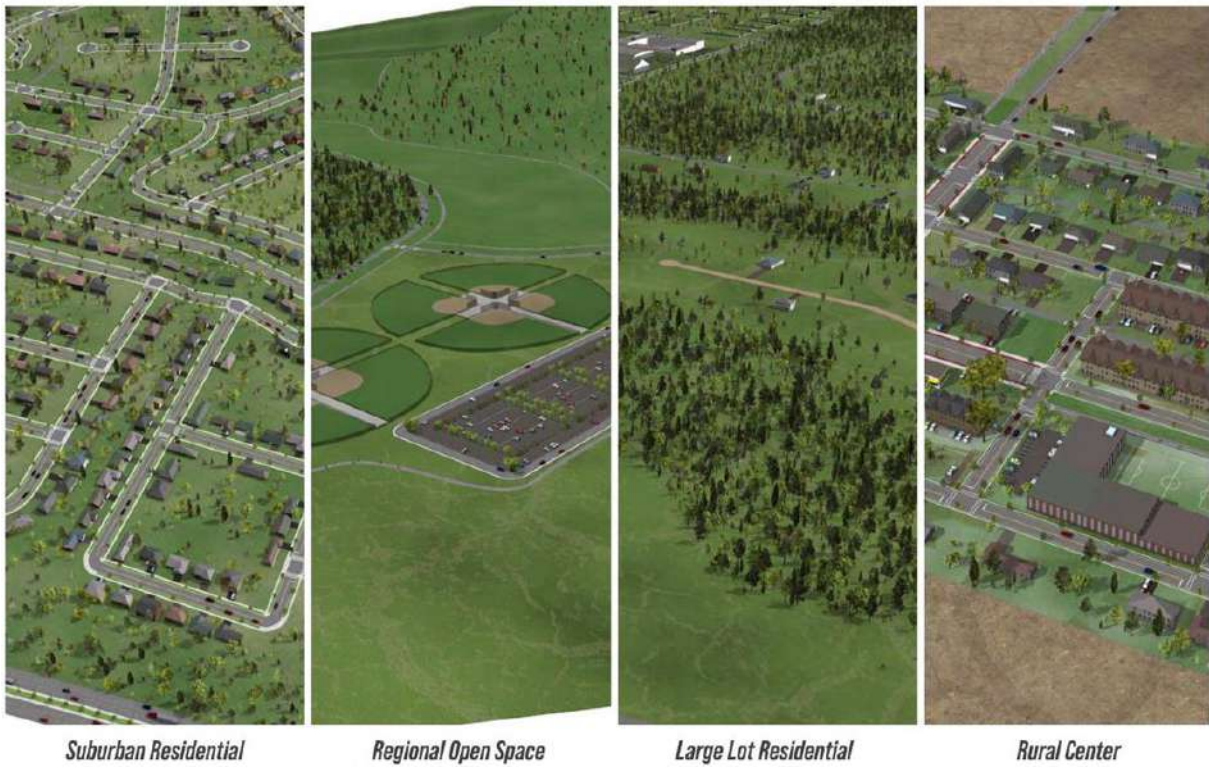 Suburban Residential
Regional Open Space
Large Lot Residential
Rural Center